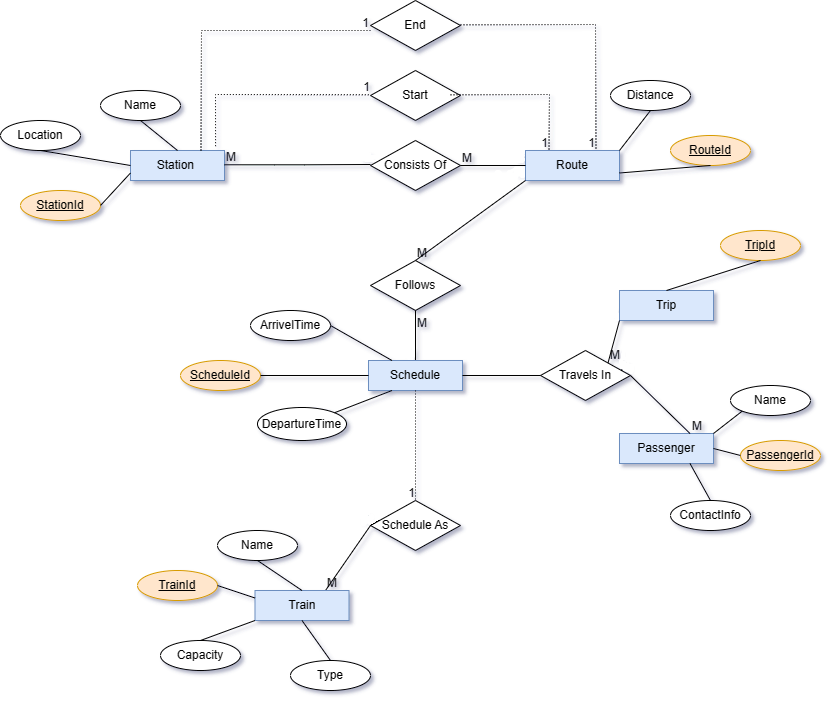 End
1
Start
1
Distance
Name
Location
1
1
RouteId
M
M
Station
Consists Of
Route
StationId
TripId
M
Follows
Trip
M
ArrivelTime
M
ScheduleId
Schedule
Travels In
Name
DepartureTime
M
Passenger
PassengerId
1
ContactInfo
Schedule As
Name
M
TrainId
Train
Capacity
Type